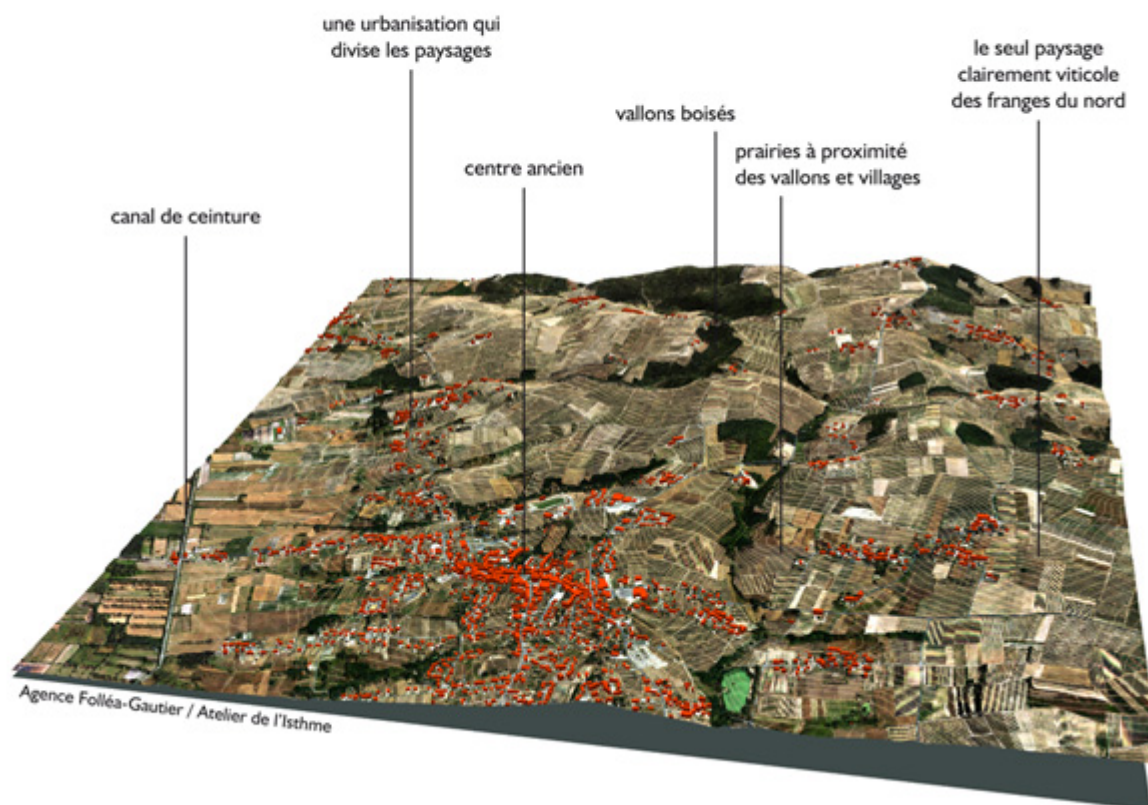 une urbanisation qui
divise les paysages
le seul paysage
clairement viticole
des franges du nord
vallons boisés
prairies à proximité
des vallons et villages
centre ancien
canal de ceinture
Agence Folléa-Gautier / Atelier de l'Isthme